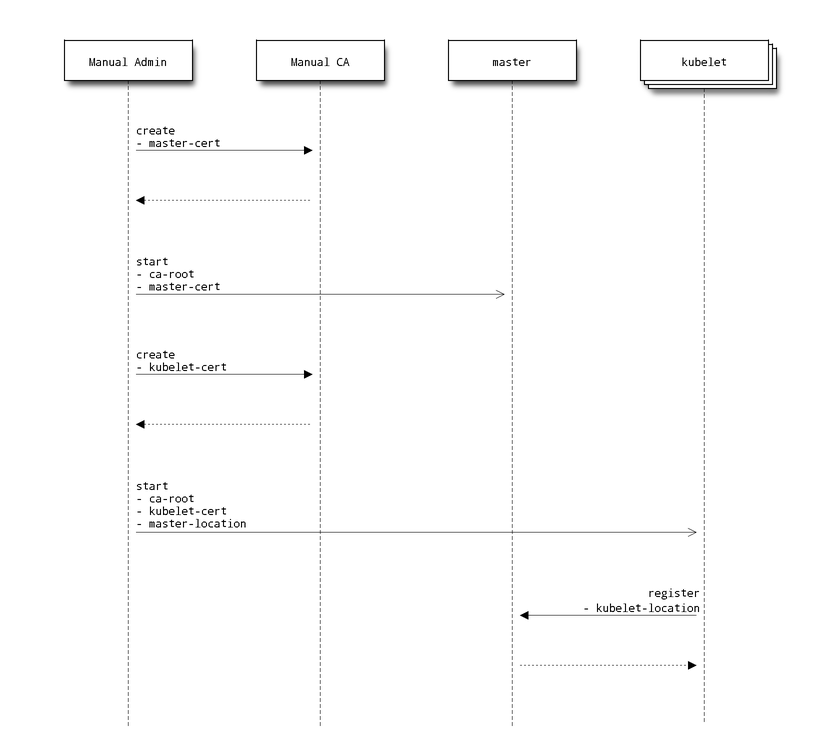 Manual Admin
Manual CA
master
kubelet
create
- master-cert
start
- ca-root
- master-cert
create
- kubelet-cert
start
- ca-root
- kubelet-cert
- master-location
register
- kubelet-location